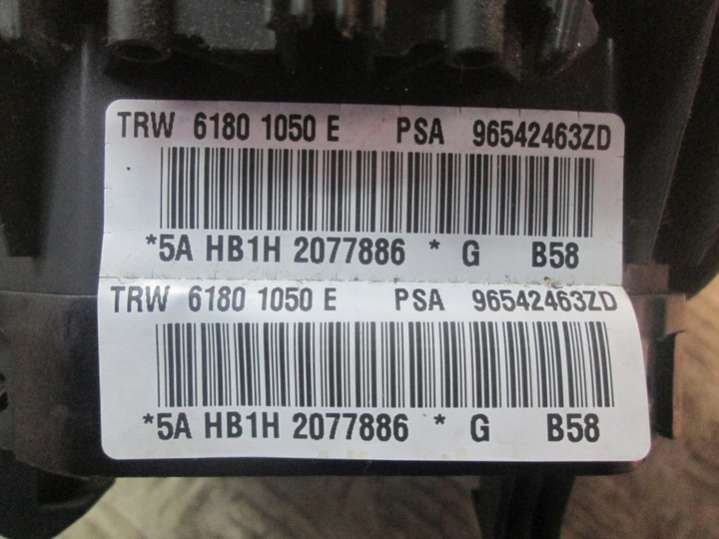 TRW 6180 1050 E PSA 96542463ZD
*5A HB1H 2077886 * G B58
TRW 6180 1050 E PSA 96542463ZD
*5A HB1H 2077886 * G B58